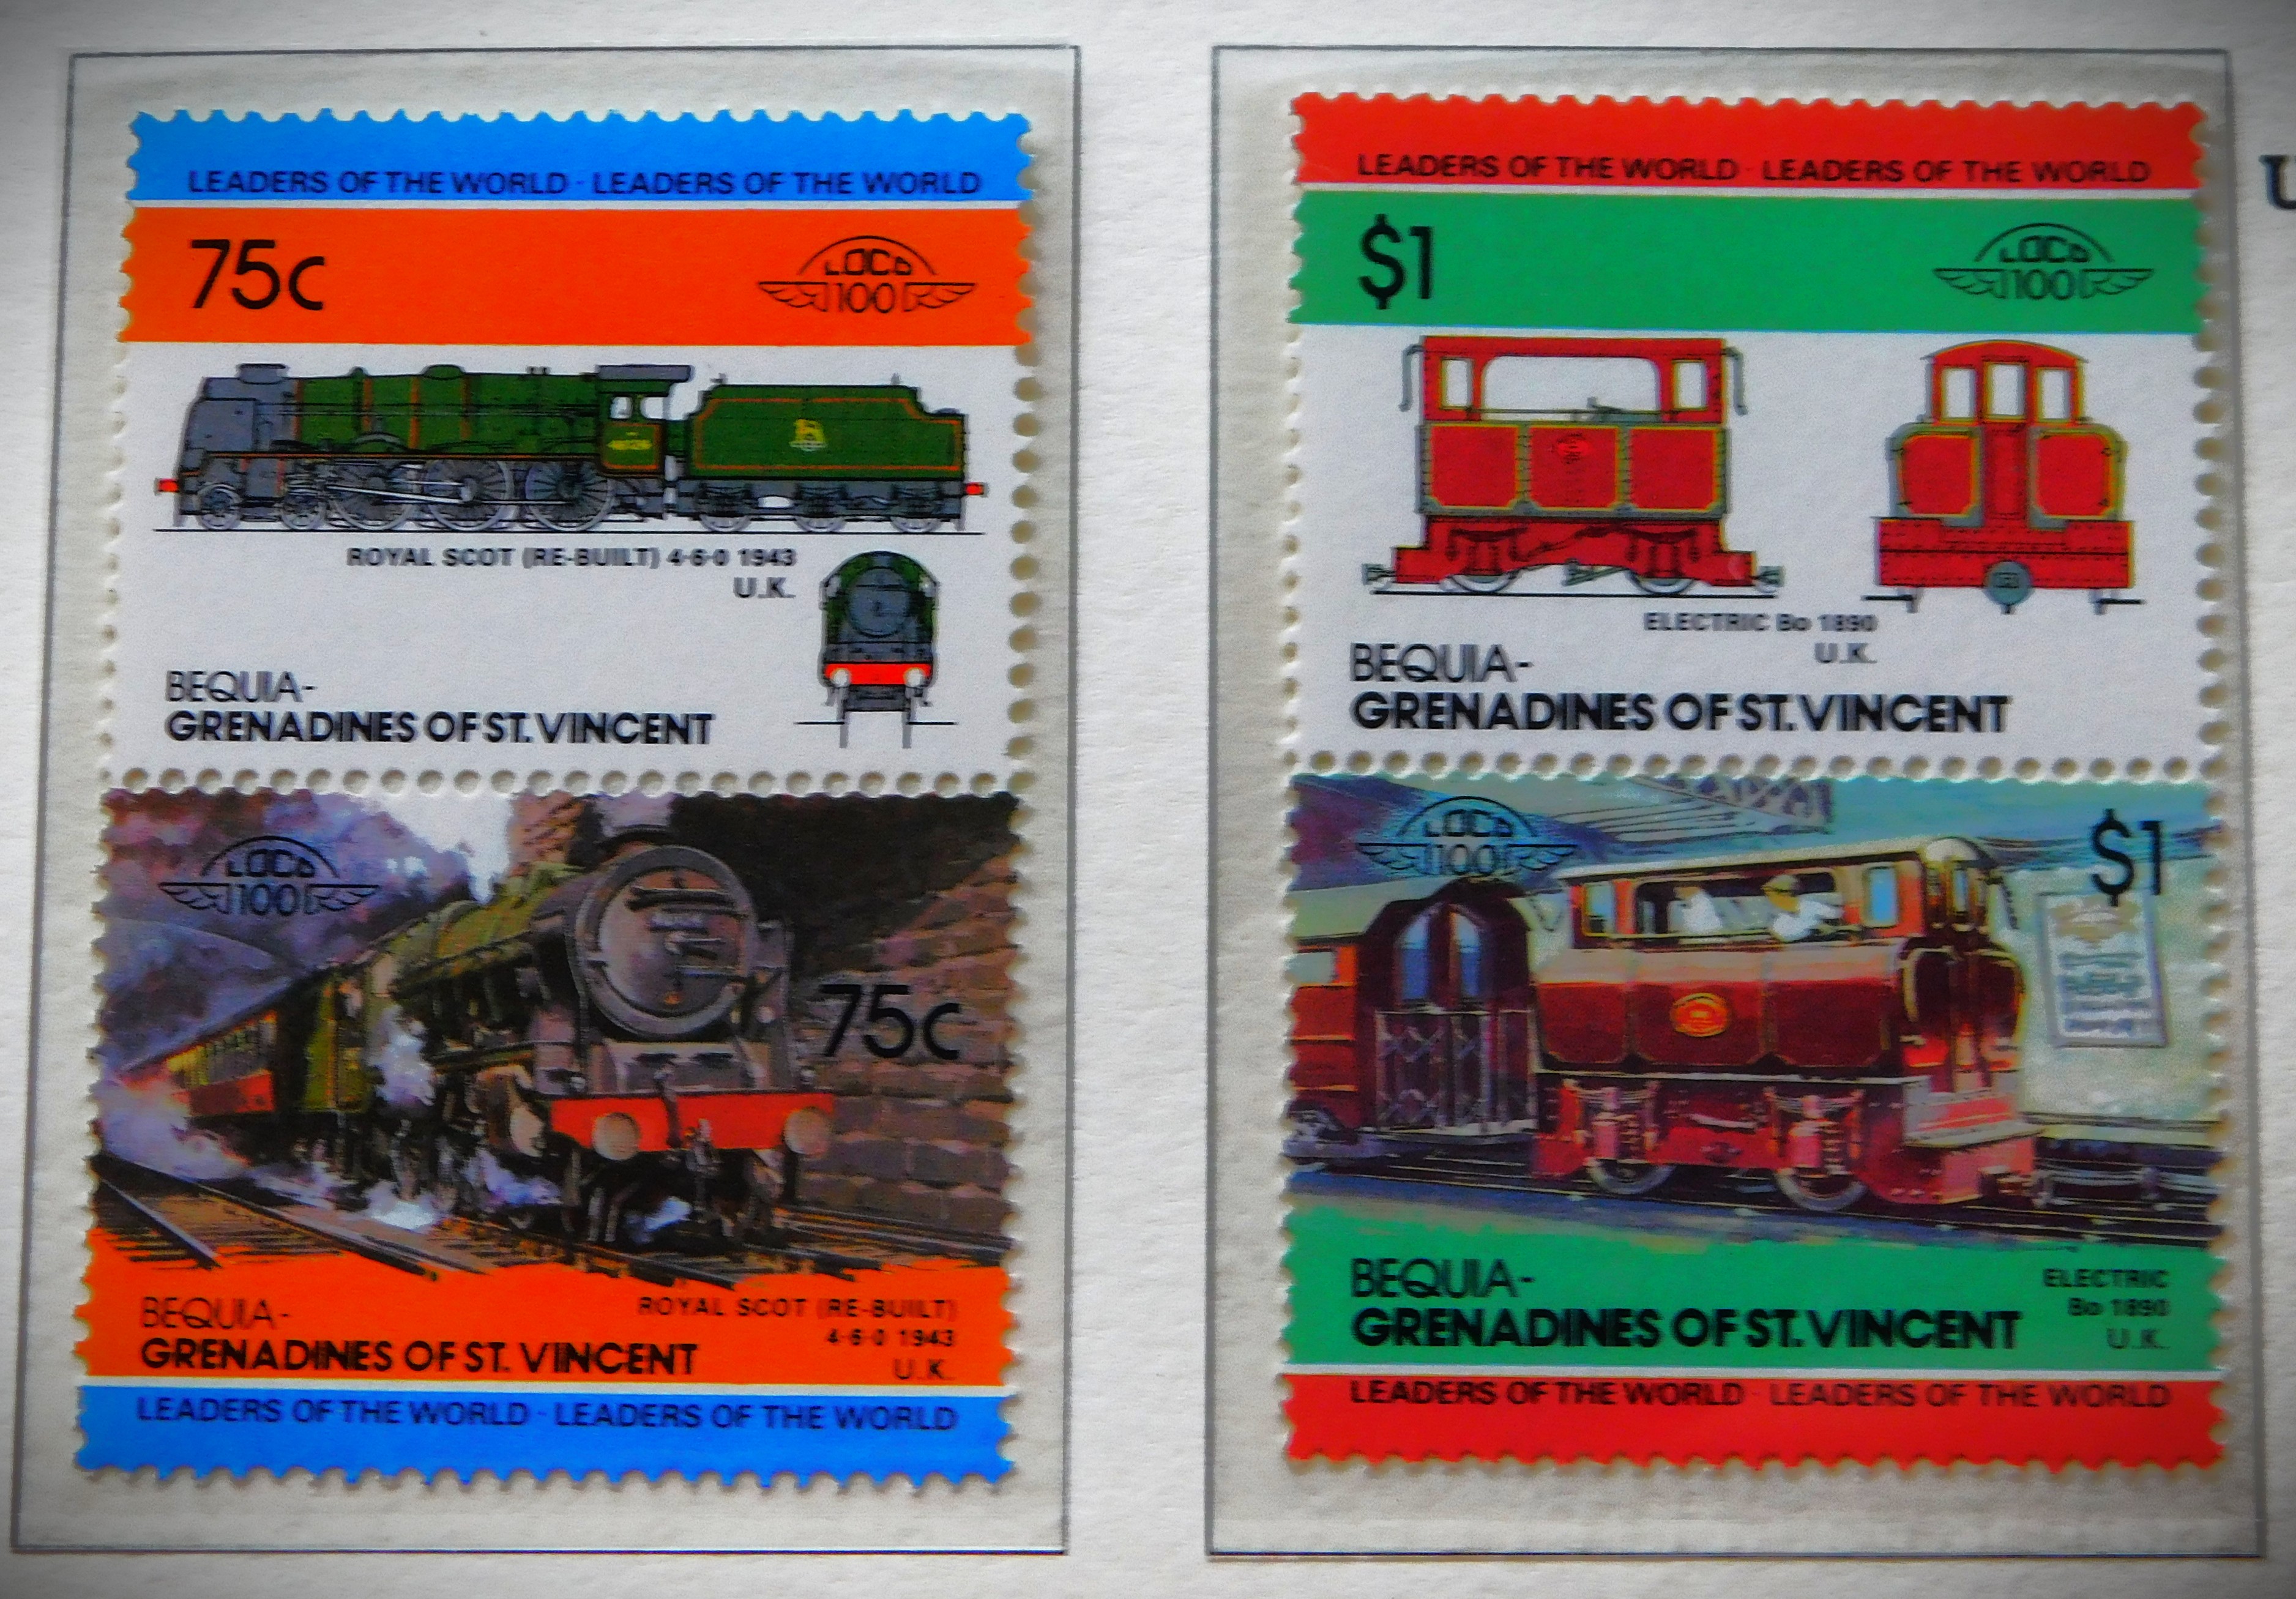 LEADERS OF THE WORLD · LEADERS OF THE WORLD
75c
LOCO
100
ROYAL SCOT (RE-BUILT) 4·6·0 1943
U.K.
BEQUIA-
GRENADINES OF ST. VINCENT
LOCO
100
75c
BEQUIA-
GRENADINES OF ST. VINCENT
ROYAL SCOT (RE-BUILT)
4·6·0 1943
U.K.
LEADERS OF THE WORLD · LEADERS OF THE WORLD
LEADERS OF THE WORLD · LEADERS OF THE WORLD
$1
LOCO
100
ELECTRIC Bo 1890
U.K.
BEQUIA-
GRENADINES OF ST. VINCENT
LOCO
100
$1
BEQUIA-
GRENADINES OF ST. VINCENT
ELECTRIC
Bo 1890
U.K.
LEADERS OF THE WORLD · LEADERS OF THE WORLD